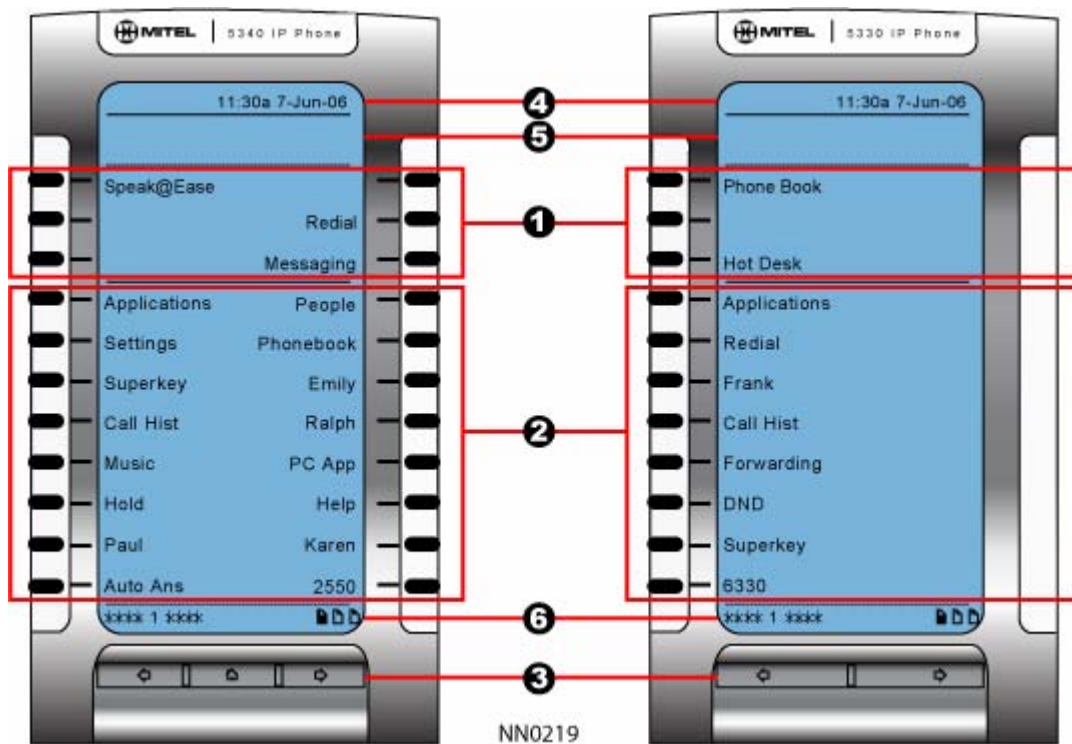 MITEL | 5340 IP Phone
11:30a 7-Jun-06
Speak@Ease
Redial
Messaging
Applications People
Settings Phonebook
Superkey Emily
Call Hist Ralph
Music PC App
Hold Help
Paul Karen
Auto Ans 2550
**** 1 ****
4
5
1
2
6
3
NN0219
MITEL | 5330 IP Phone
11:30a 7-Jun-06
Phone Book
Hot Desk
Applications
Redial
Frank
Call Hist
Forwarding
DND
Superkey
6330
**** 1 ****